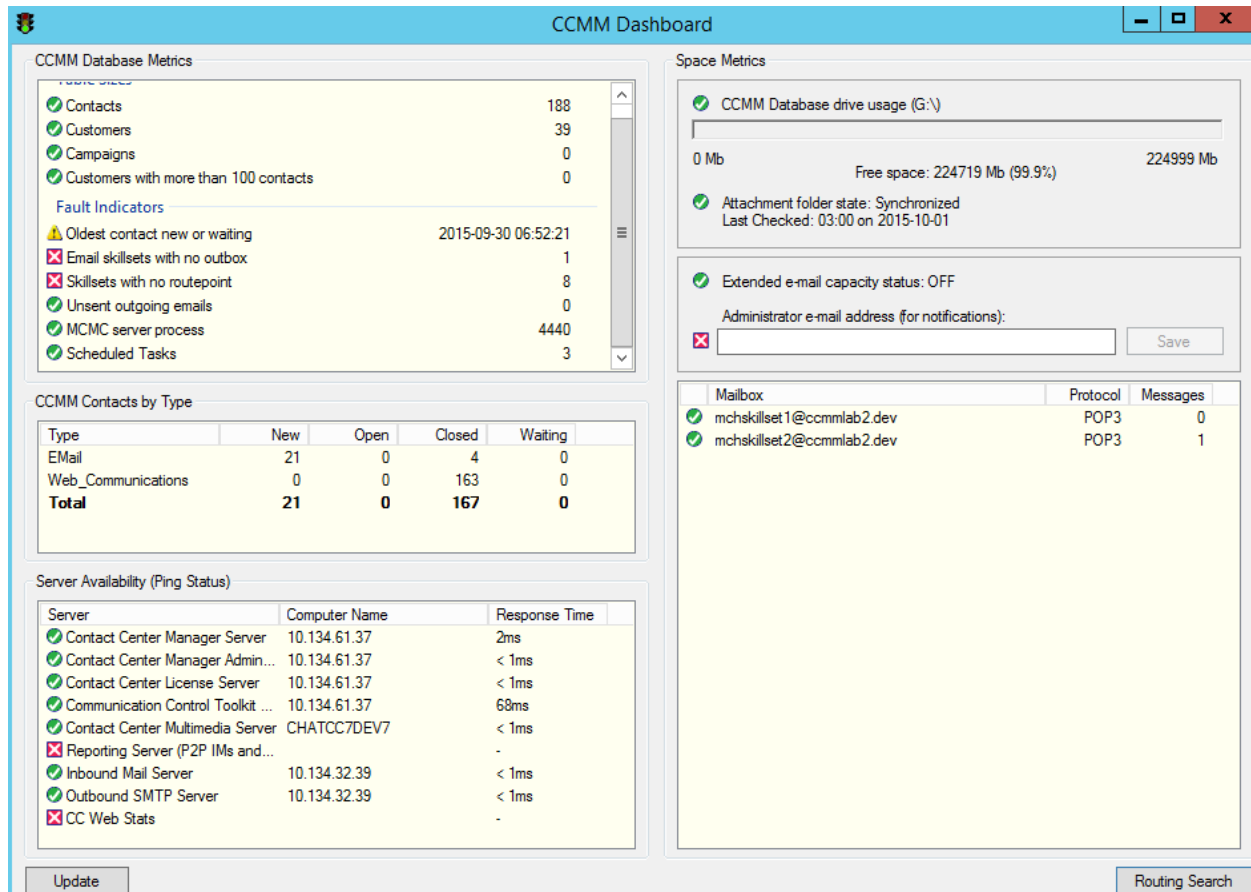 CCMM Dashboard
CCMM Database Metrics
Table Sizes
Contacts 188
Customers 39
Campaigns 0
Customers with more than 100 contacts 0
Fault Indicators
Oldest contact new or waiting 2015-09-30 06:52:21
Email skillsets with no outbox 1
Skillsets with no routepoint 8
Unsent outgoing emails 0
MCMC server process 4440
Scheduled Tasks 3
CCMM Contacts by Type
Type New Open Closed Waiting
EMail 21 0 4 0
Web_Communications 0 0 163 0
Total 21 0 167 0
Server Availability (Ping Status)
Server Computer Name Response Time
Contact Center Manager Server 10.134.61.37 2ms
Contact Center Manager Admin... 10.134.61.37 < 1ms
Contact Center License Server 10.134.61.37 < 1ms
Communication Control Toolkit ... 10.134.61.37 68ms
Contact Center Multimedia Server CHATCC7DEV7 < 1ms
Reporting Server (P2P IMs and... -
Inbound Mail Server 10.134.32.39 < 1ms
Outbound SMTP Server 10.134.32.39 < 1ms
CC Web Stats -
Update
Space Metrics
CCMM Database drive usage (G:\)
0 Mb 224999 Mb
Free space: 224719 Mb (99.9%)
Attachment folder state: Synchronized
Last Checked: 03:00 on 2015-10-01
Extended e-mail capacity status: OFF
Administrator e-mail address (for notifications):
Save
Mailbox Protocol Messages
mchskillset1@ccmmlab2.dev POP3 0
mchskillset2@ccmmlab2.dev POP3 1
Routing Search